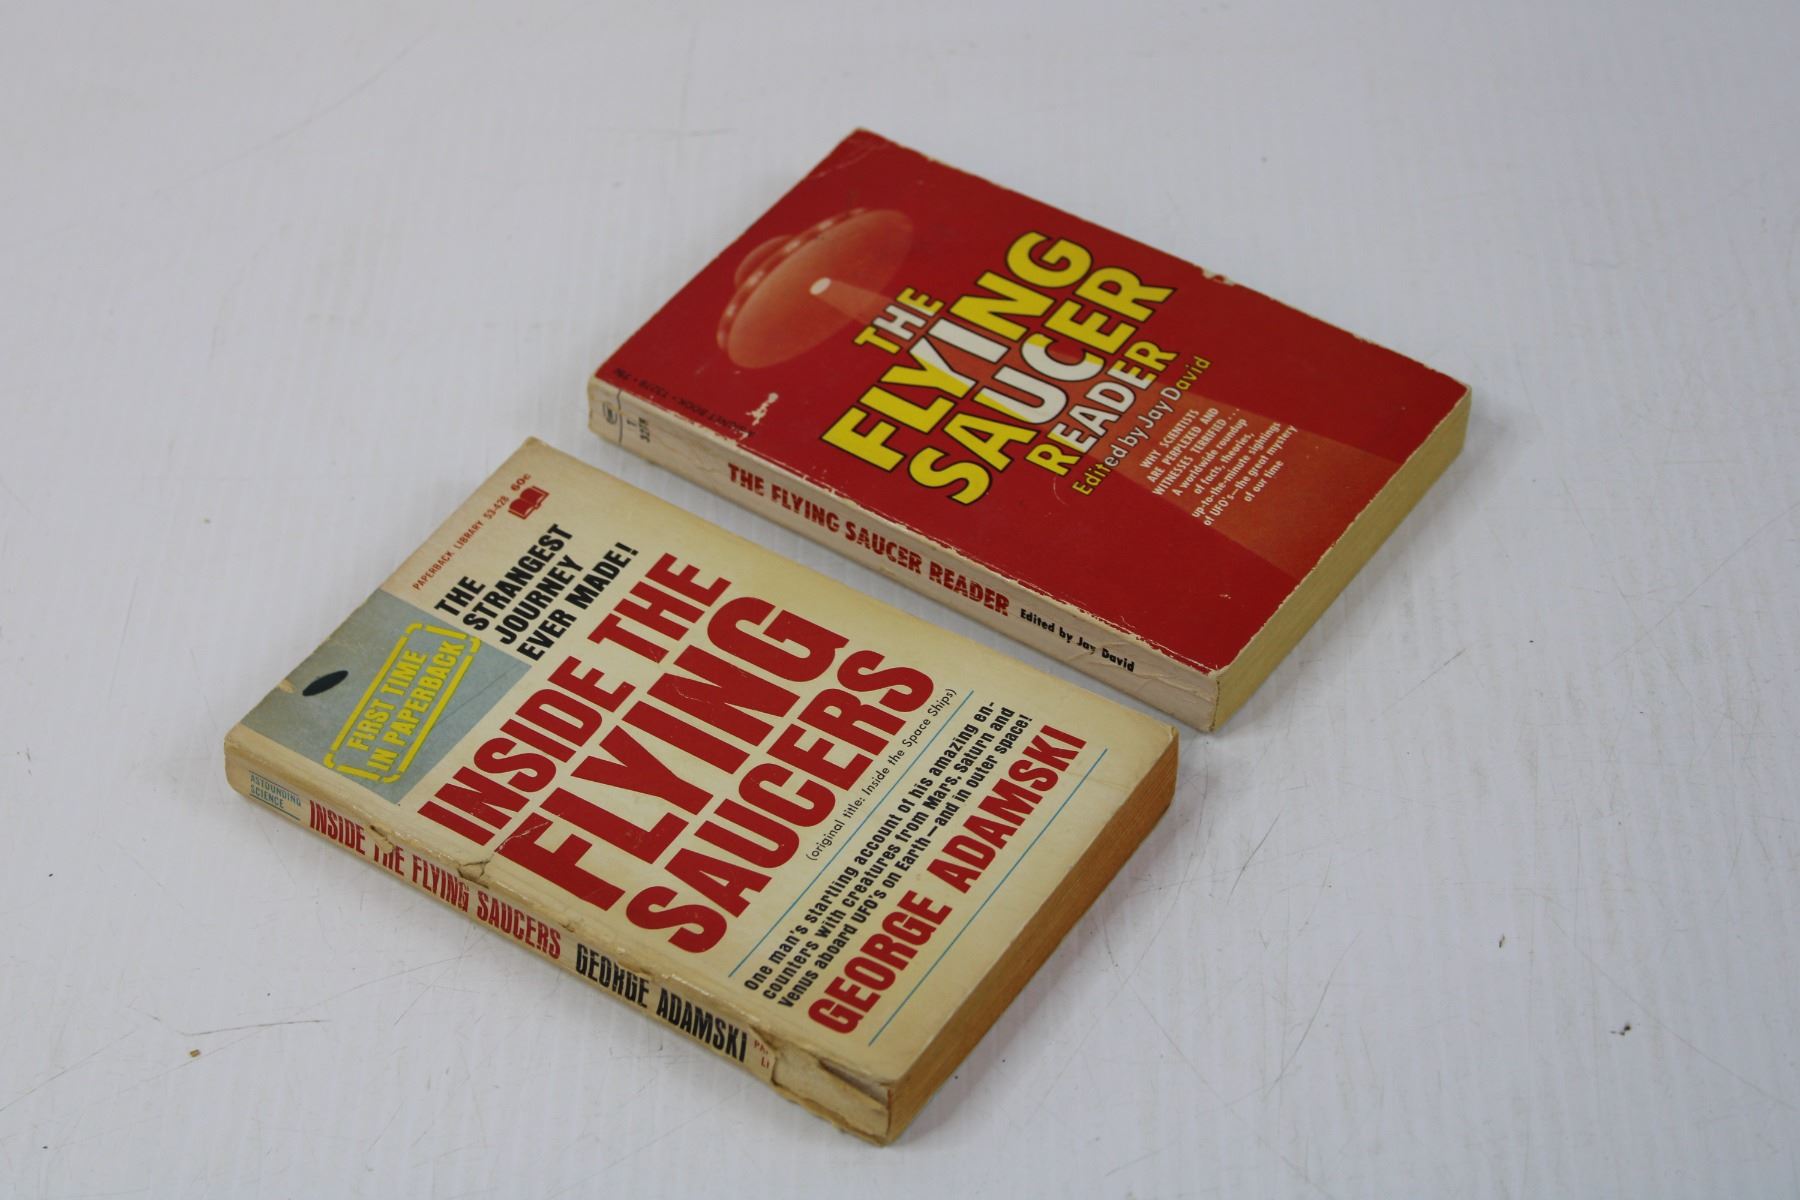 THE
FLYING
SAUCER
READER
Edited by Jay David
WHY SCIENTISTS
ARE PERPLEXED AND
WITNESSES TERRIFIED...
A worldwide roundup
of facts, theories,
up-to-the-minute sightings
of UFO's—the great mystery
of our time
THE FLYING SAUCER READER Edited by Jay David
PAPERBACK LIBRARY 53-428 60c
THE
STRANGEST
JOURNEY
EVER MADE!
FIRST TIME
IN PAPERBACK
INSIDE THE
FLYING
SAUCERS
(original title: Inside the Space Ships)
One man's startling account of his amazing en-
counters with creatures from Mars, Saturn and
Venus aboard UFO's on Earth—and in outer space!
GEORGE ADAMSKI
ASTOUNDING
SCIENCE
INSIDE THE FLYING SAUCERS GEORGE ADAMSKI